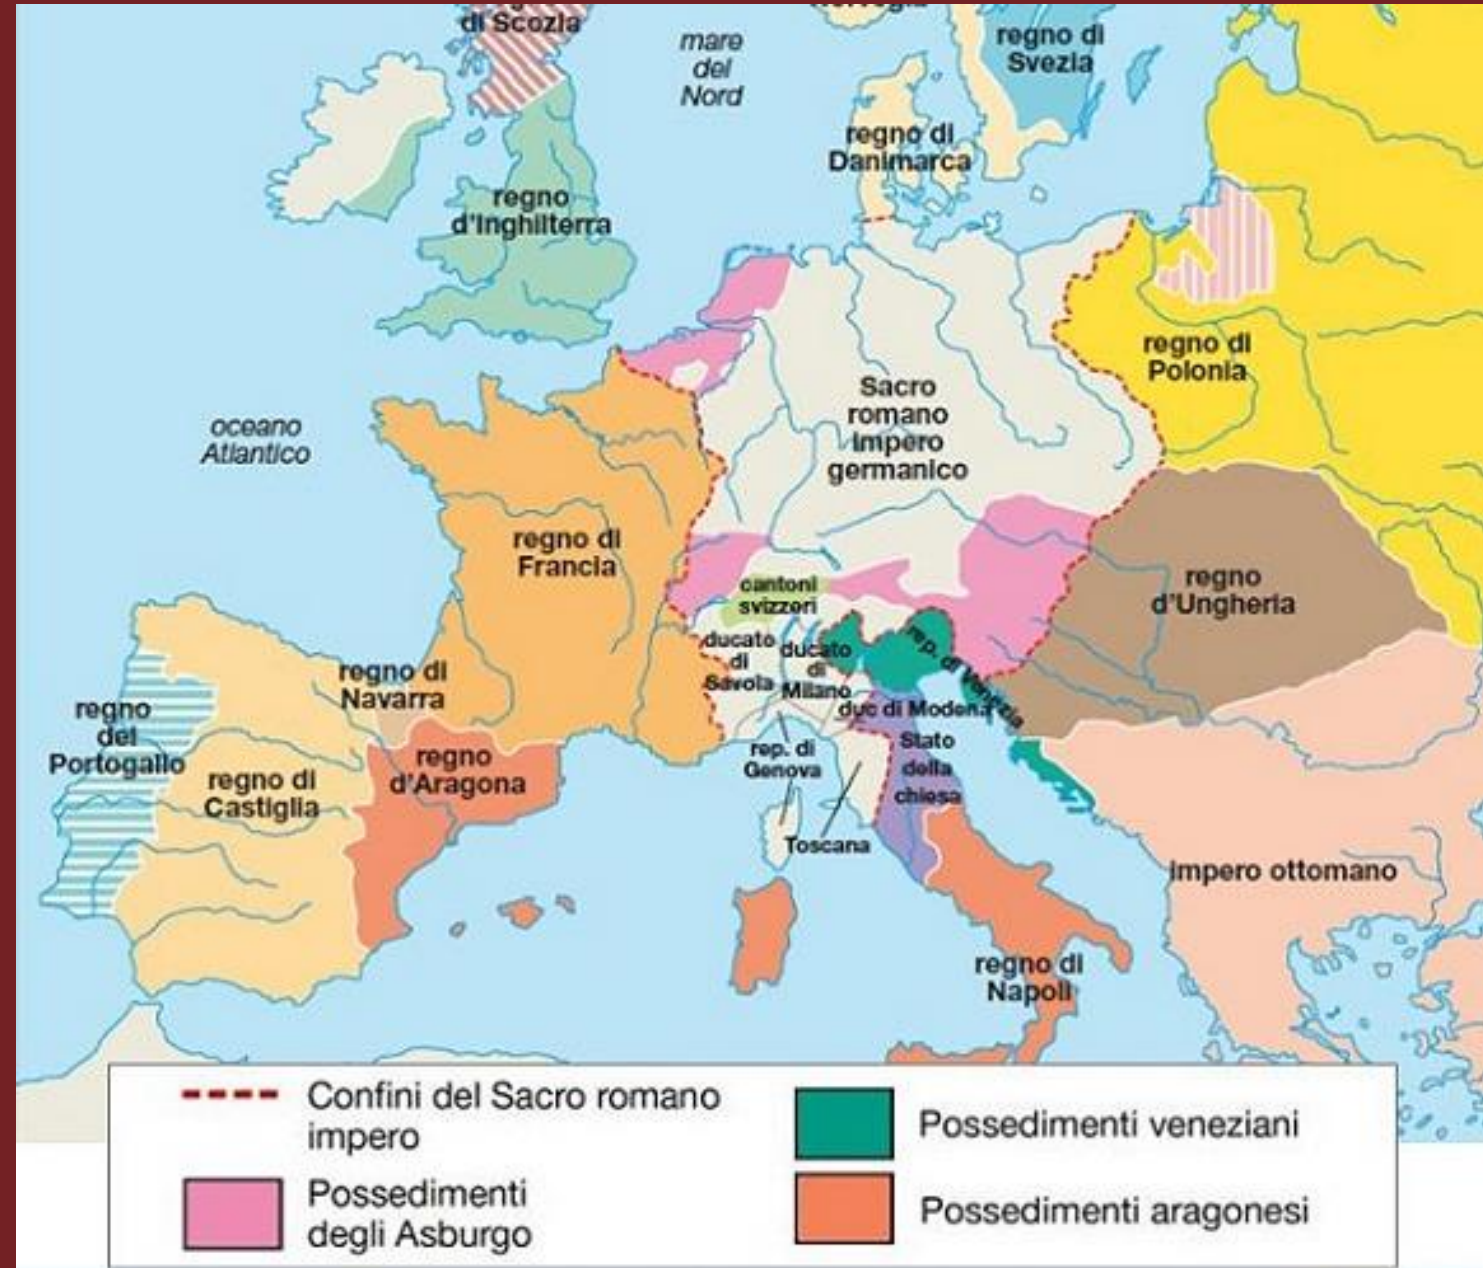 di Scozia
mare
del
Nord
Norvegia
regno di
Svezia
regno di
Danimarca
regno
d'Inghilterra
regno di
Polonia
oceano
Atlantico
Sacro
romano
impero
germanico
regno di
Francia
cantoni
svizzeri
regno
d'Ungheria
ducato
di
Savoia
ducato
di
Milano
rep. di Venezia
regno di
Navarra
regno
del
Portogallo
regno di
Castiglia
regno
d'Aragona
duc di Modena
rep. di
Genova
Stato
della
chiesa
Toscana
impero ottomano
regno di
Napoli
Confini del Sacro romano
impero
Possedimenti
degli Asburgo
Possedimenti veneziani
Possedimenti aragonesi